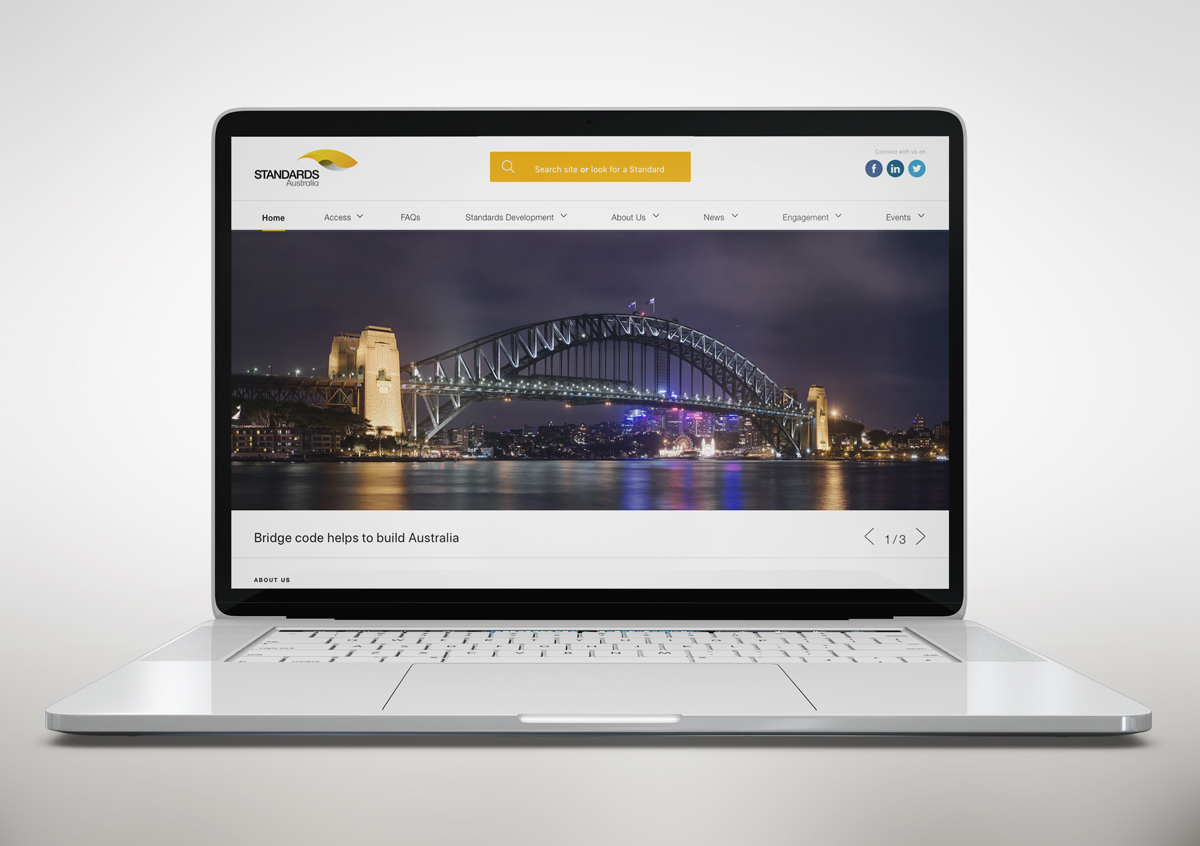 STANDARDS
Australia
Search site or look for a Standard
Connect with us on
f in
Home Access FAQs Standards Development About Us News Engagement Events
Bridge code helps to build Australia
1/3
ABOUT US